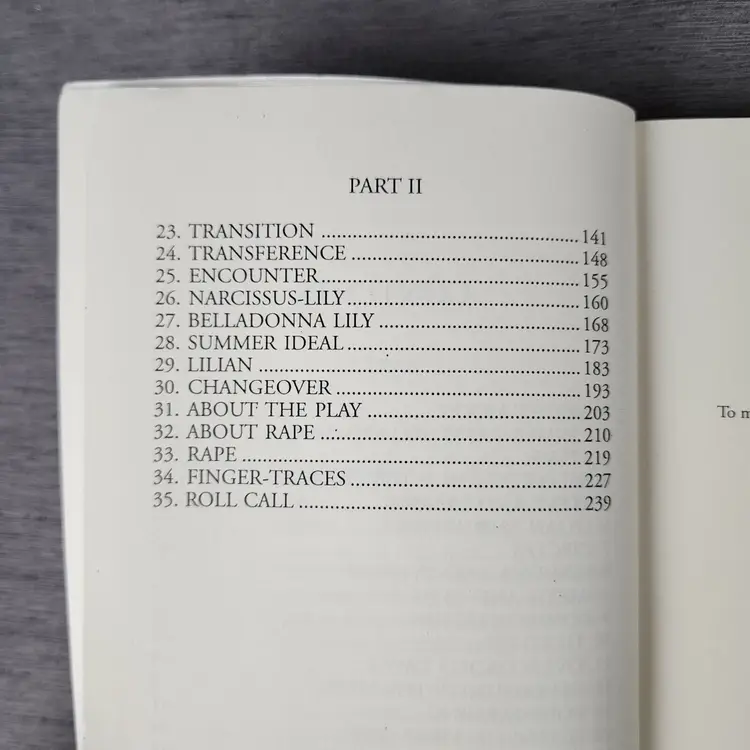 PART II
23. TRANSITION ........................................ 141
24. TRANSFERENCE ........................................ 148
25. ENCOUNTER ........................................ 155
26. NARCISSUS-LILY ........................................ 160
27. BELLADONNA LILY ........................................ 168
28. SUMMER IDEAL ........................................ 173
29. LILIAN ........................................ 183
30. CHANGEOVER ........................................ 193
31. ABOUT THE PLAY ........................................ 203
32. ABOUT RAPE ........................................ 210
33. RAPE ........................................ 219
34. FINGER-TRACES ........................................ 227
35. ROLL CALL ........................................ 239
To